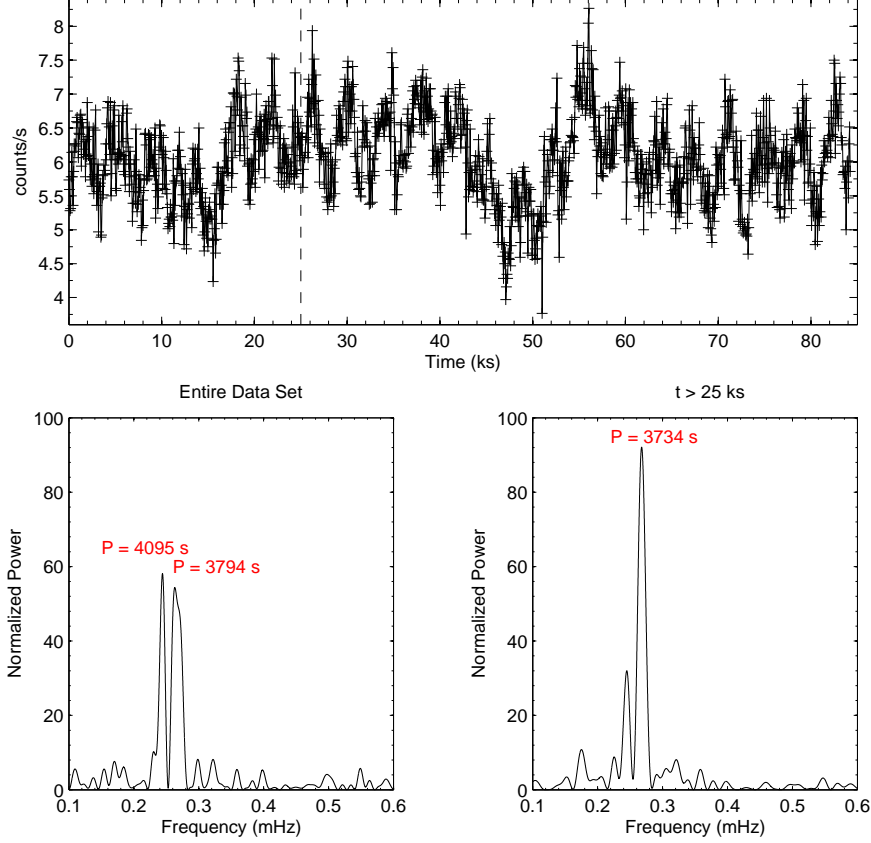 8
7.5
7
6.5
6
5.5
5
4.5
4
counts/s
0 10 20 30 40 50 60 70 80
Time (ks)
Entire Data Set
100
80
60
40
20
0
Normalized Power
P = 4095 s
P = 3794 s
0.1 0.2 0.3 0.4 0.5 0.6
Frequency (mHz)
t > 25 ks
100
80
60
40
20
0
Normalized Power
P = 3734 s
0.1 0.2 0.3 0.4 0.5 0.6
Frequency (mHz)